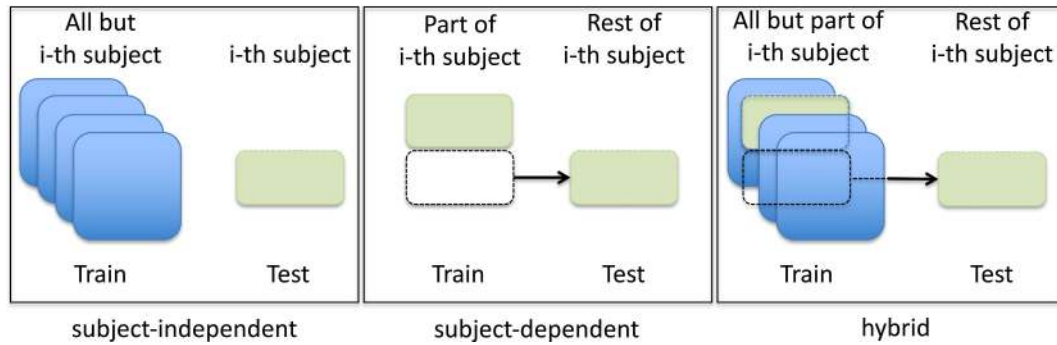 All but
i-th subject
i-th subject
Train
Test
subject-independent
Part of
i-th subject
Rest of
i-th subject
Train
Test
subject-dependent
All but part of
i-th subject
Rest of
i-th subject
Train
Test
hybrid